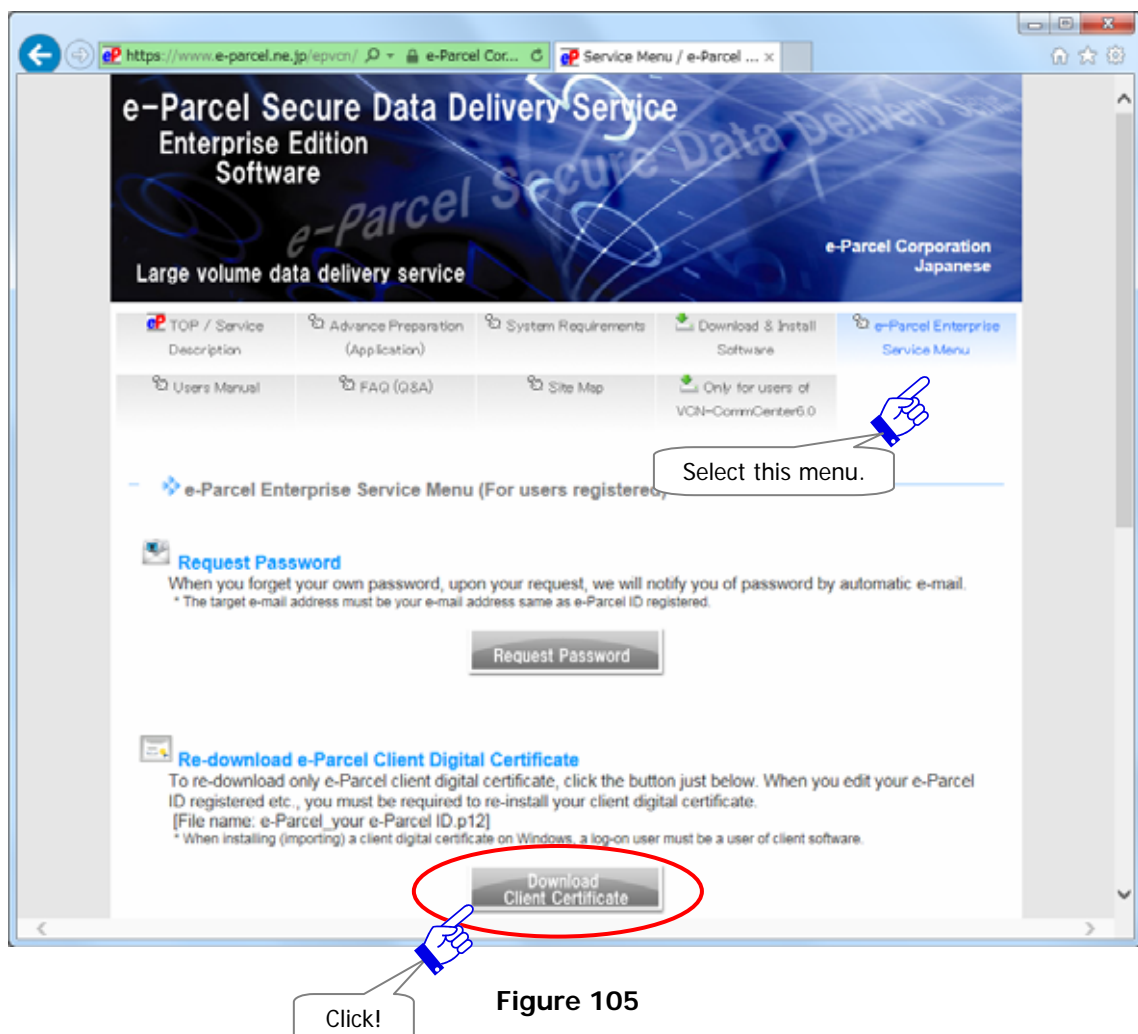 https://www.e-parcel.ne.jp/epvcn/
e-Parcel Cor...
Service Menu / e-Parcel ...
e-Parcel Secure Data Delivery Service
Enterprise Edition
Software
e-Parcel Secure Data Delivery
e-Parcel Corporation
Japanese
Large volume data delivery service
TOP / Service Description
Advance Preparation (Application)
System Requirements
Download & Install Software
e-Parcel Enterprise Service Menu
Users Manual
FAQ (Q&A)
Site Map
Only for users of VCN-CommCenter6.0
Select this menu.
e-Parcel Enterprise Service Menu (For users registered)
Request Password
When you forget your own password, upon your request, we will notify you of password by automatic e-mail.
* The target e-mail address must be your e-mail address same as e-Parcel ID registered.
Request Password
Re-download e-Parcel Client Digital Certificate
To re-download only e-Parcel client digital certificate, click the button just below. When you edit your e-Parcel
ID registered etc., you must be required to re-install your client digital certificate.
[File name: e-Parcel_your e-Parcel ID.p12]
* When installing (importing) a client digital certificate on Windows, a log-on user must be a user of client software.
Download
Client Certificate
Click!
Figure 105